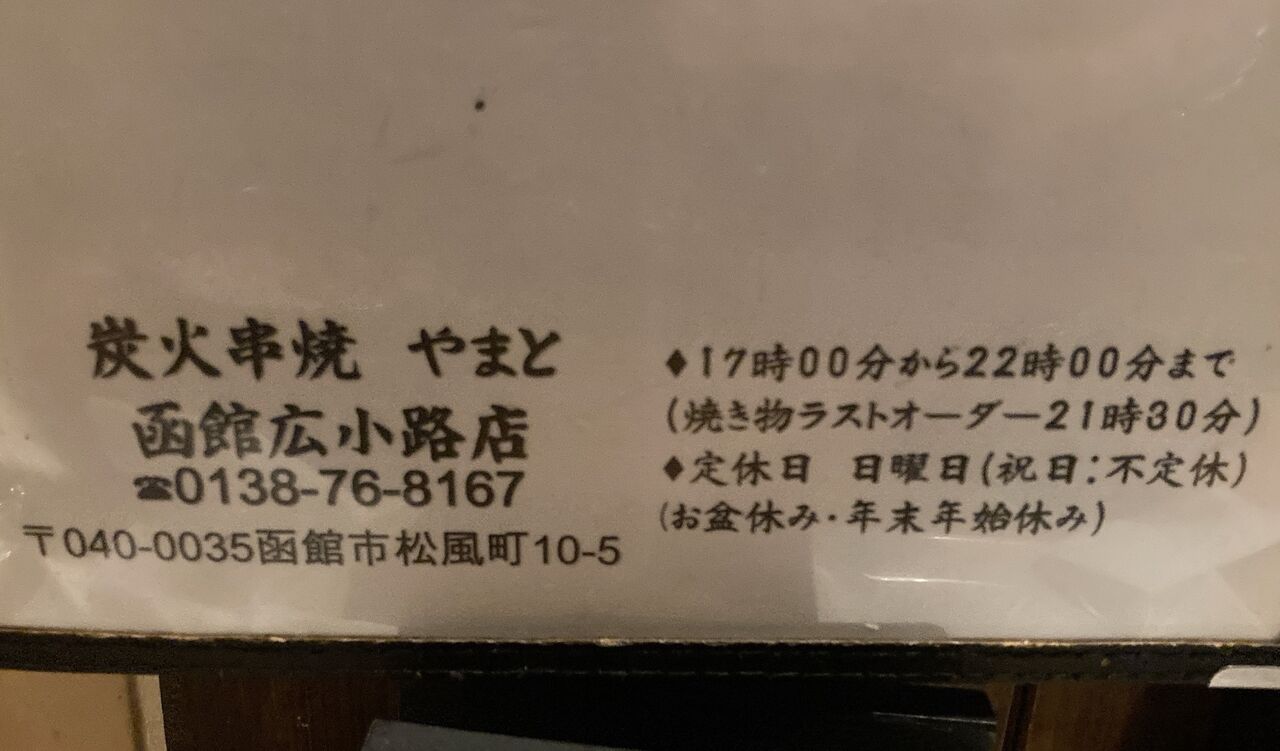 炭火串焼 やまと
函館広小路店
☎0138-76-8167
〒040-0035函館市松風町10-5
◆17時00分から22時00分まで
(焼き物ラストオーダー21時30分)
◆定休日 日曜日(祝日:不定休)
(お盆休み・年末年始休み)